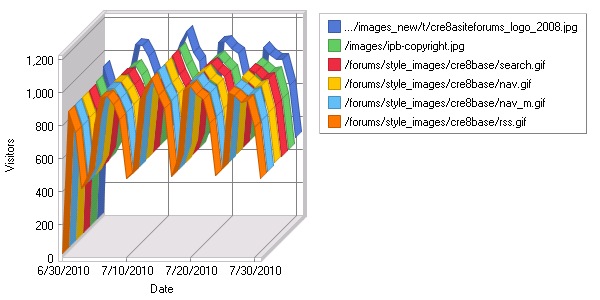 .../images_new/t/cre8asiteforums_logo_2008.jpg
/images/ipb-copyright.jpg
/forums/style_images/cre8base/search.gif
/forums/style_images/cre8base/nav.gif
/forums/style_images/cre8base/nav_m.gif
/forums/style_images/cre8base/rss.gif
1,200
1,000
800
600
400
200
0
Visitors
6/30/2010 7/10/2010 7/20/2010 7/30/2010
Date